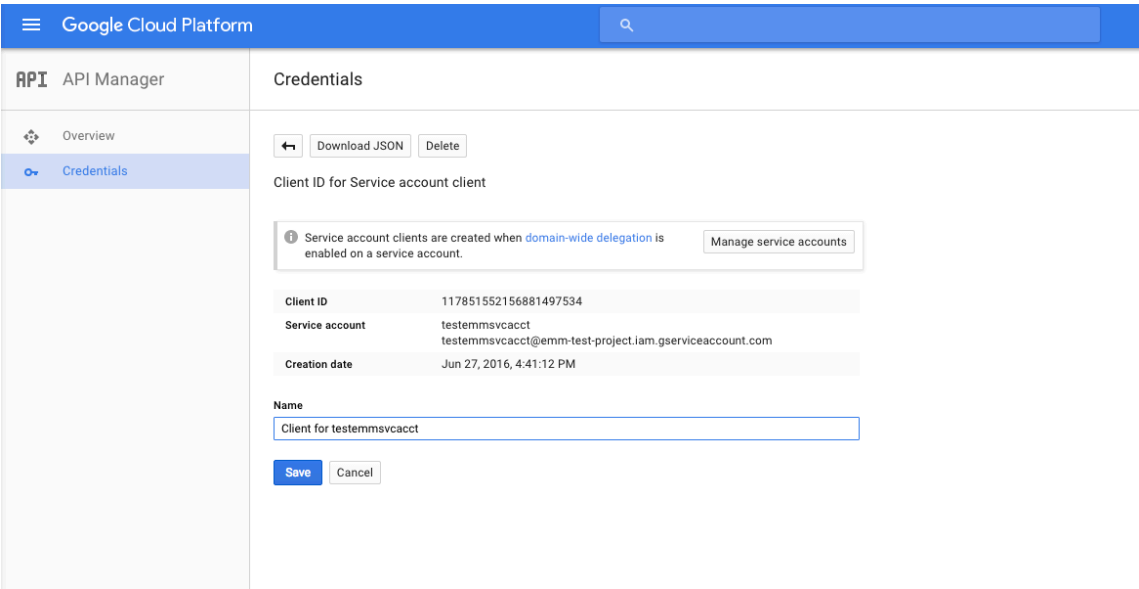 Google Cloud Platform
API API Manager
Credentials
Overview
Credentials
Download JSON Delete
Client ID for Service account client
Service account clients are created when domain-wide delegation is
enabled on a service account.
Manage service accounts
Client ID 117851552156881497534
Service account testemmsvcacct
testemmsvcacct@emm-test-project.iam.gserviceaccount.com
Creation date Jun 27, 2016, 4:41:12 PM
Name
Client for testemmsvcacct
Save Cancel